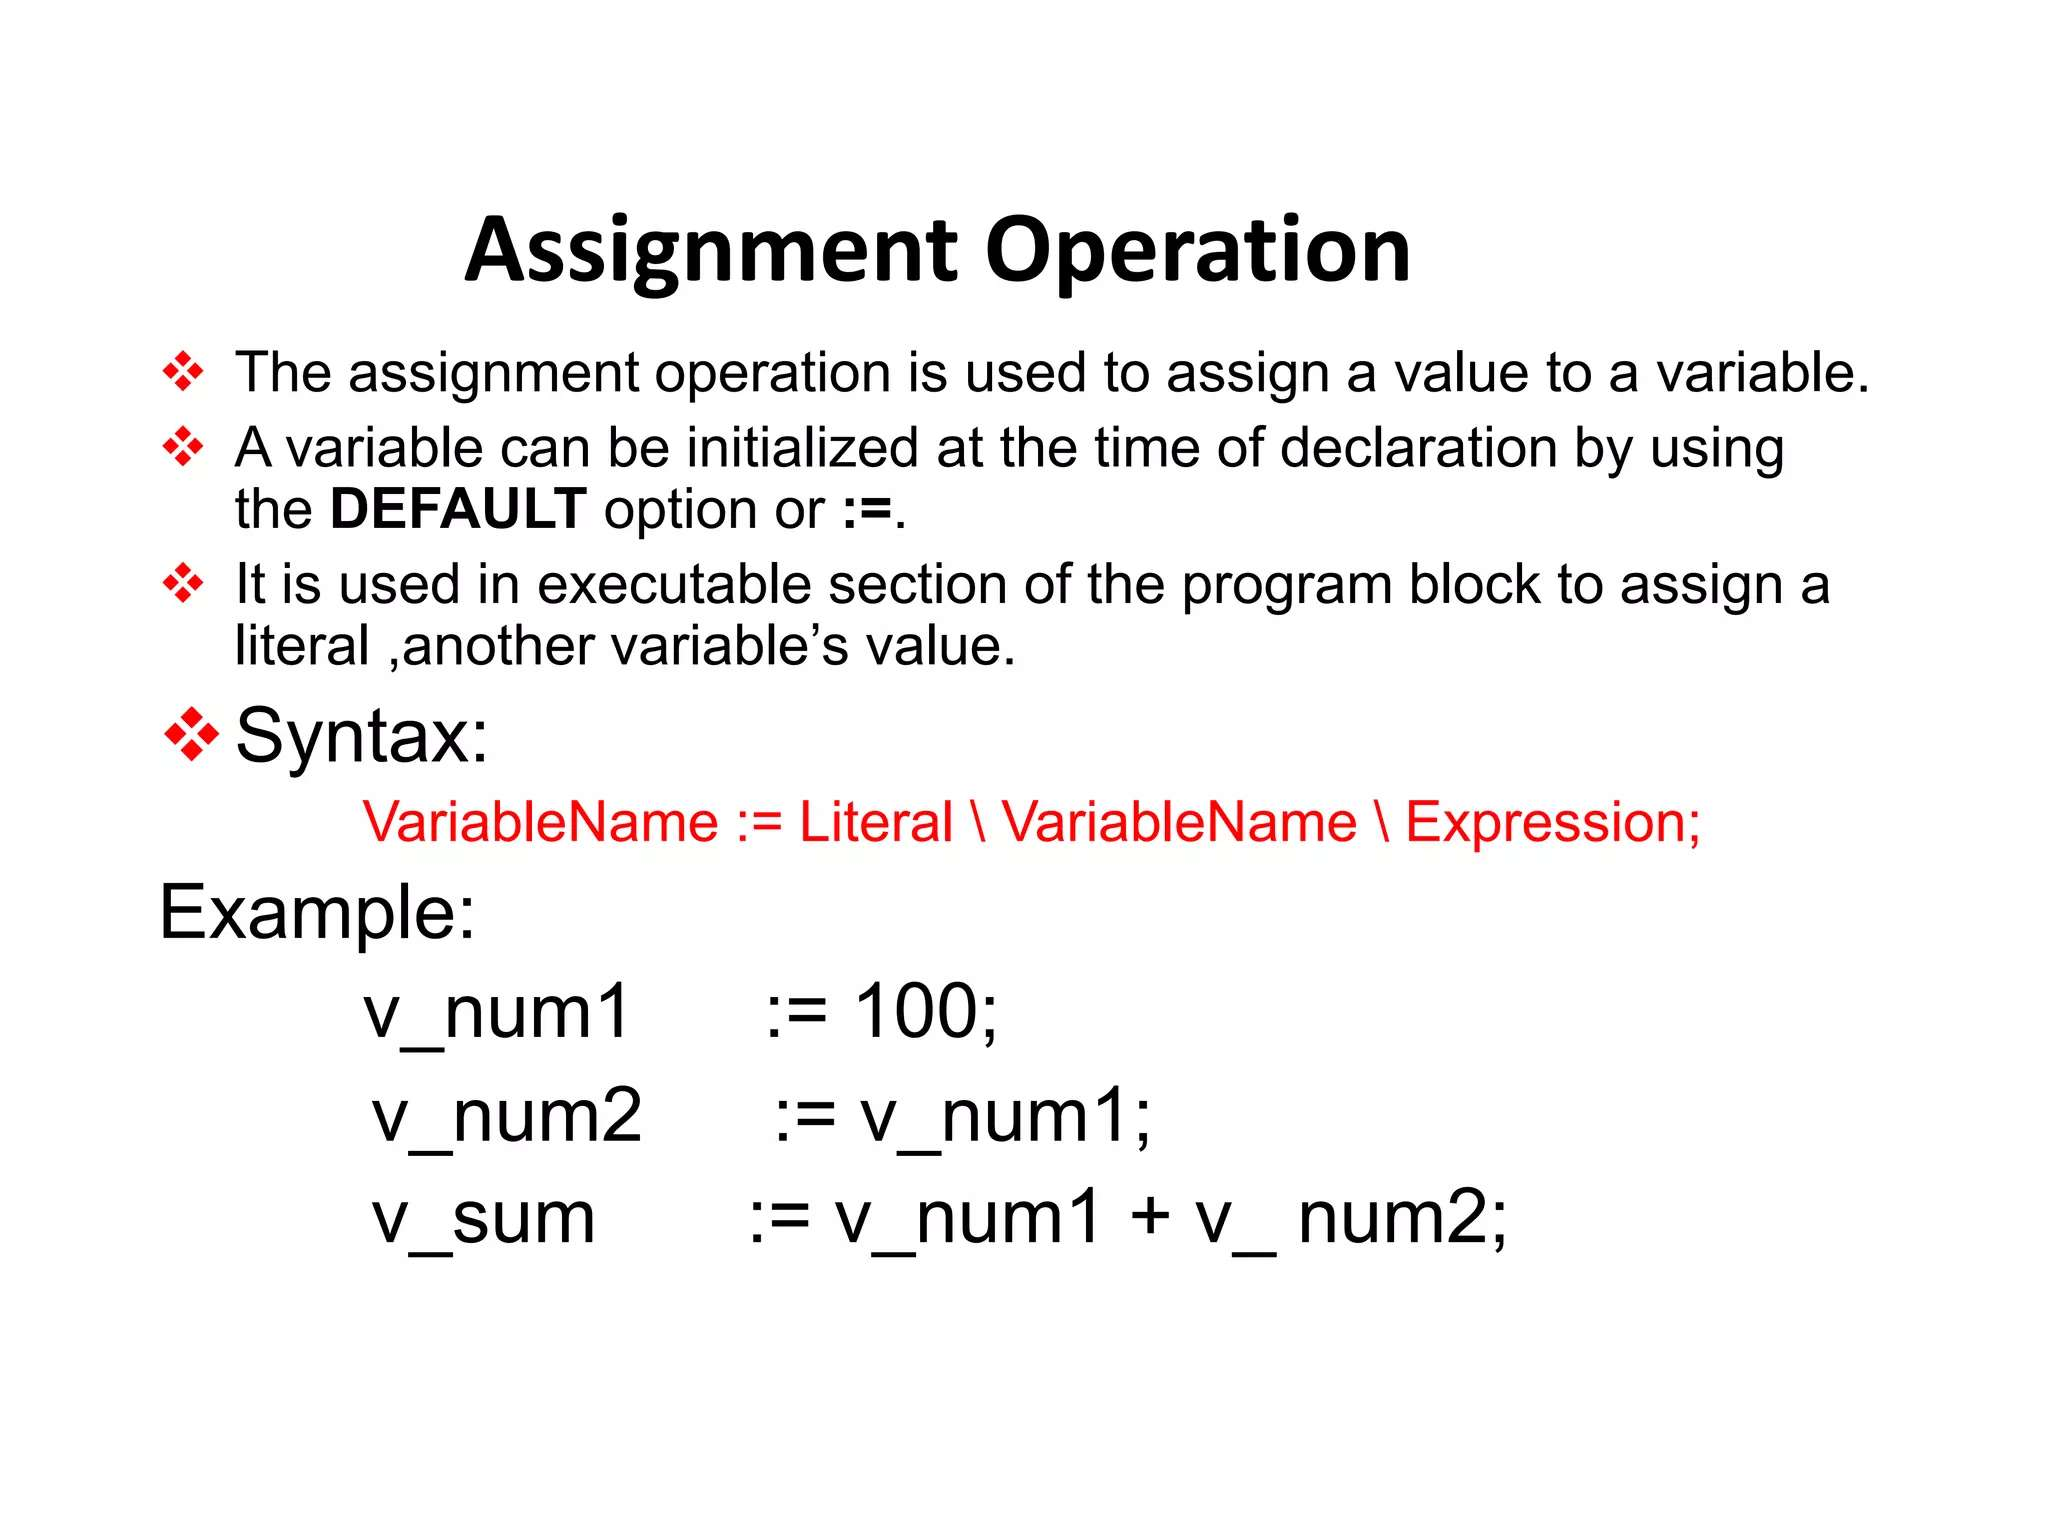 Assignment Operation
❖ The assignment operation is used to assign a value to a variable.
❖ A variable can be initialized at the time of declaration by using
the DEFAULT option or :=.
❖ It is used in executable section of the program block to assign a
literal ,another variable’s value.
❖ Syntax:
VariableName := Literal \ VariableName \ Expression;
Example:
v_num1 := 100;
v_num2 := v_num1;
v_sum := v_num1 + v_ num2;